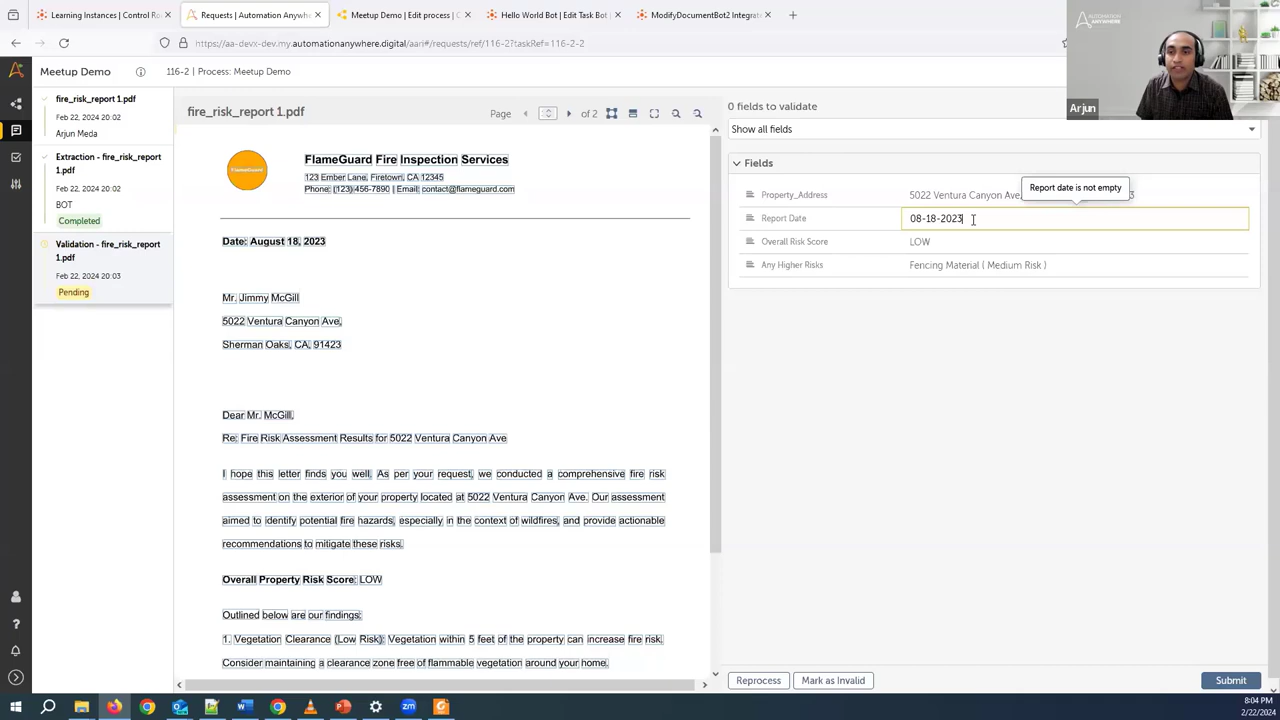 Learning Instances | Control Ro
Requests | Automation Anywhere
Meetup Demo | Edit process | C
Hello World Bot | Edit Task Bot |
ModifyDocumentBot2 Integrat
https://aa-devx-dev.my.automationanywhere.digital/aari#/requests/ref/116-2?taskRef=116-2-2
AUTOMATION
ANYWHERE
Arjun
Meetup Demo
116-2 | Process: Meetup Demo
fire_risk_report 1.pdf
Feb 22, 2024 20:02
Arjun Meda
Extraction - fire_risk_report
1.pdf
Feb 22, 2024 20:02
BOT
Completed
Validation - fire_risk_report
1.pdf
Feb 22, 2024 20:03
Pending
fire_risk_report 1.pdf
Page
of 2
FlameGuard
FlameGuard Fire Inspection Services
123 Ember Lane, Firetown, CA 12345
Phone: (123) 456-7890 | Email: contact@flameguard.com
Date: August 18, 2023
Mr. Jimmy McGill
5022 Ventura Canyon Ave,
Sherman Oaks, CA, 91423
Dear Mr. McGill,
Re: Fire Risk Assessment Results for 5022 Ventura Canyon Ave
I hope this letter finds you well. As per your request, we conducted a comprehensive fire risk
assessment on the exterior of your property located at 5022 Ventura Canyon Ave. Our assessment
aimed to identify potential fire hazards, especially in the context of wildfires, and provide actionable
recommendations to mitigate these risks.
Overall Property Risk Score: LOW
Outlined below are our findings:
1. Vegetation Clearance (Low Risk): Vegetation within 5 feet of the property can increase fire risk.
Consider maintaining a clearance zone free of flammable vegetation around your home.
0 fields to validate
Show all fields
Fields
Property_Address
5022 Ventura Canyon Ave, 3
Report date is not empty
Report Date
08-18-2023
Overall Risk Score
LOW
Any Higher Risks
Fencing Material ( Medium Risk )
Reprocess
Mark as Invalid
Submit
8:04 PM
2/22/2024